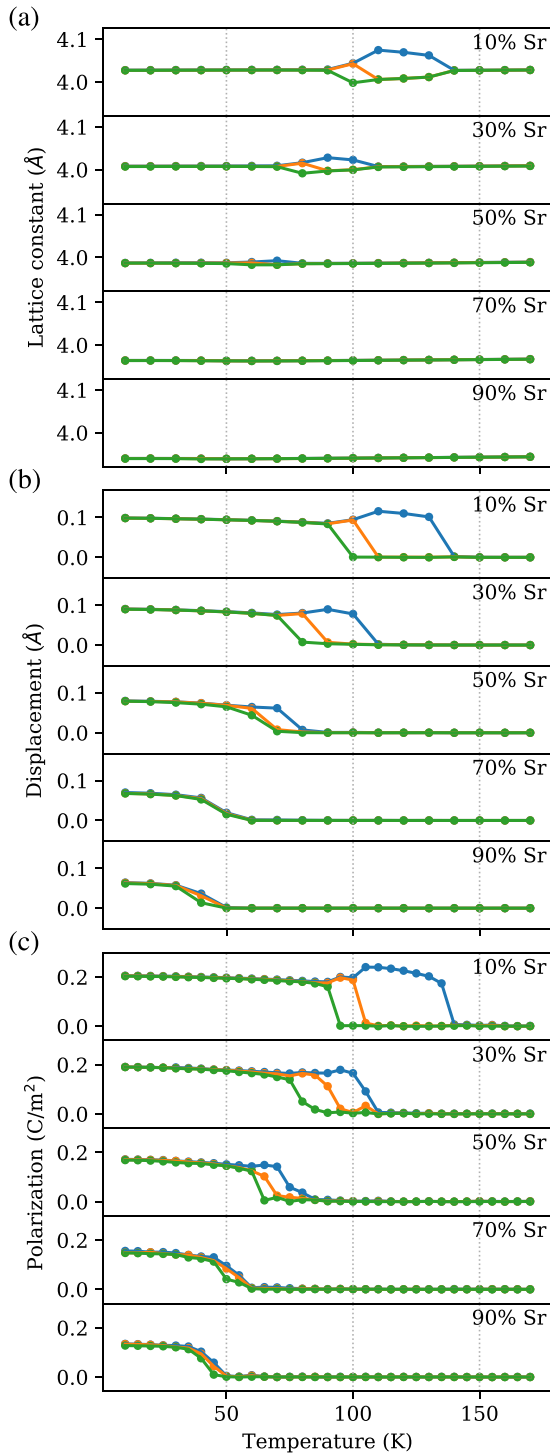 (a)
10% Sr
4.1
4.0
30% Sr
4.1
4.0
50% Sr
4.1
4.0
70% Sr
4.1
4.0
90% Sr
4.1
4.0
Lattice constant (Å)
(b)
10% Sr
0.1
0.0
30% Sr
0.1
0.0
50% Sr
0.1
0.0
70% Sr
0.1
0.0
90% Sr
0.1
0.0
Displacement (Å)
(c)
10% Sr
0.2
0.0
30% Sr
0.2
0.0
50% Sr
0.2
0.0
70% Sr
0.2
0.0
90% Sr
0.2
0.0
Polarization (C/m²)
50 100 150
Temperature (K)